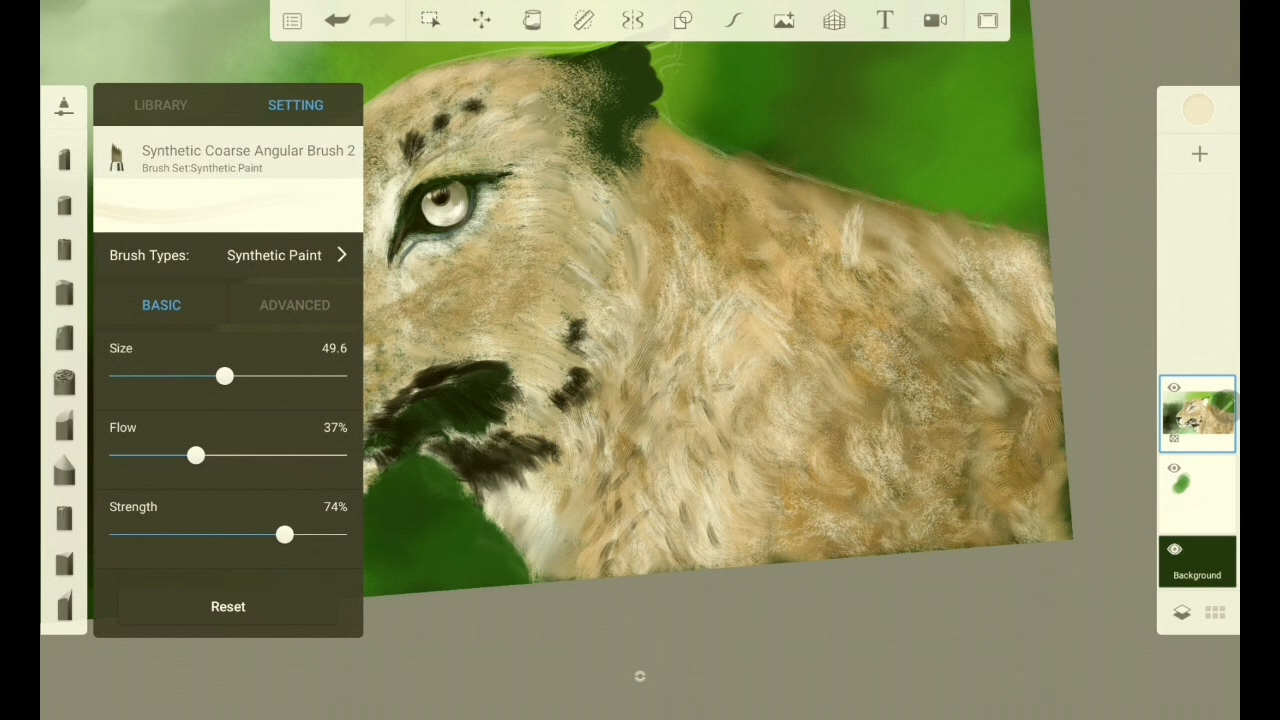 T
LIBRARY SETTING
Synthetic Coarse Angular Brush 2
Brush Set:Synthetic Paint
Brush Types: Synthetic Paint
BASIC ADVANCED
Size 49.6
Flow 37%
Strength 74%
Reset
Background